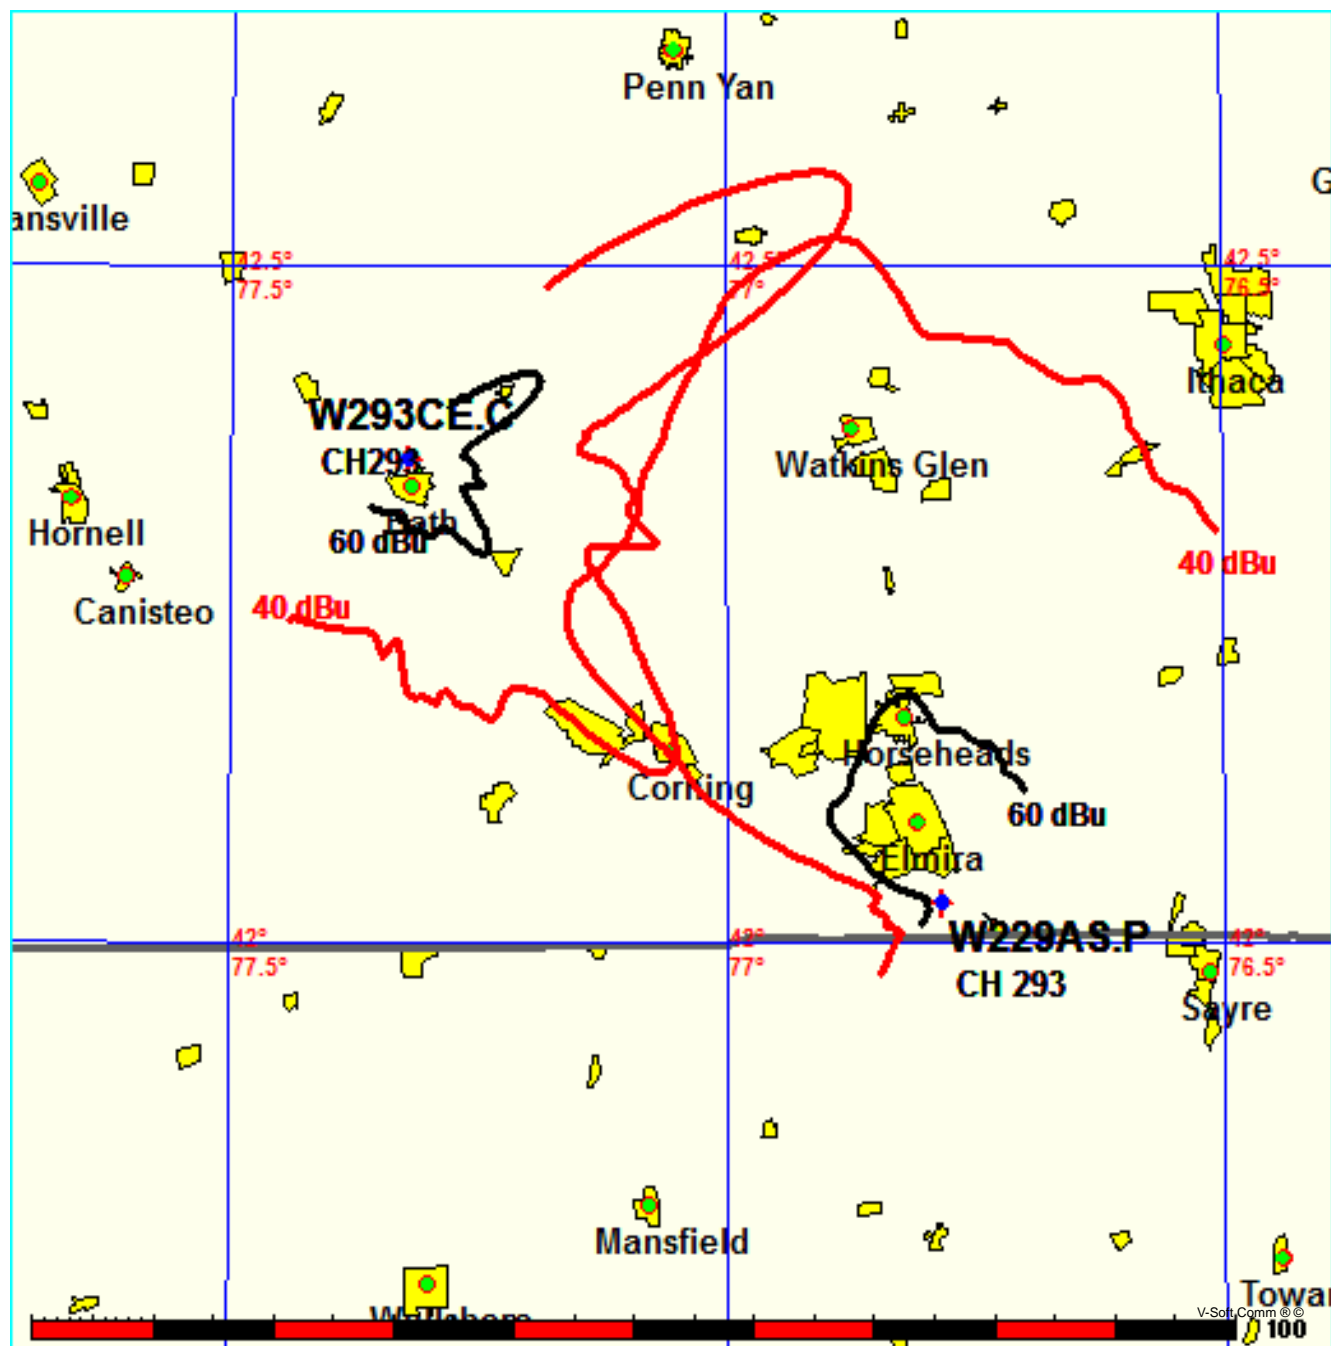 Penn Yan
G
ansville
42.5° 42.5° 42.5°
77.5° 77° 76.5°
Ithaca
W293CE.C
CH293
Watkins Glen
Bath
Hornell
60 dBu
40 dBu
Canisteo
40 dBu
Horseheads
Corning
60 dBu
Elmira
W229AS.P
42° 42° 42°
77.5° 77° 76.5°
CH 293
Sayre
Mansfield
Towar
Wellsboro
V-Soft Comm ® ©
100